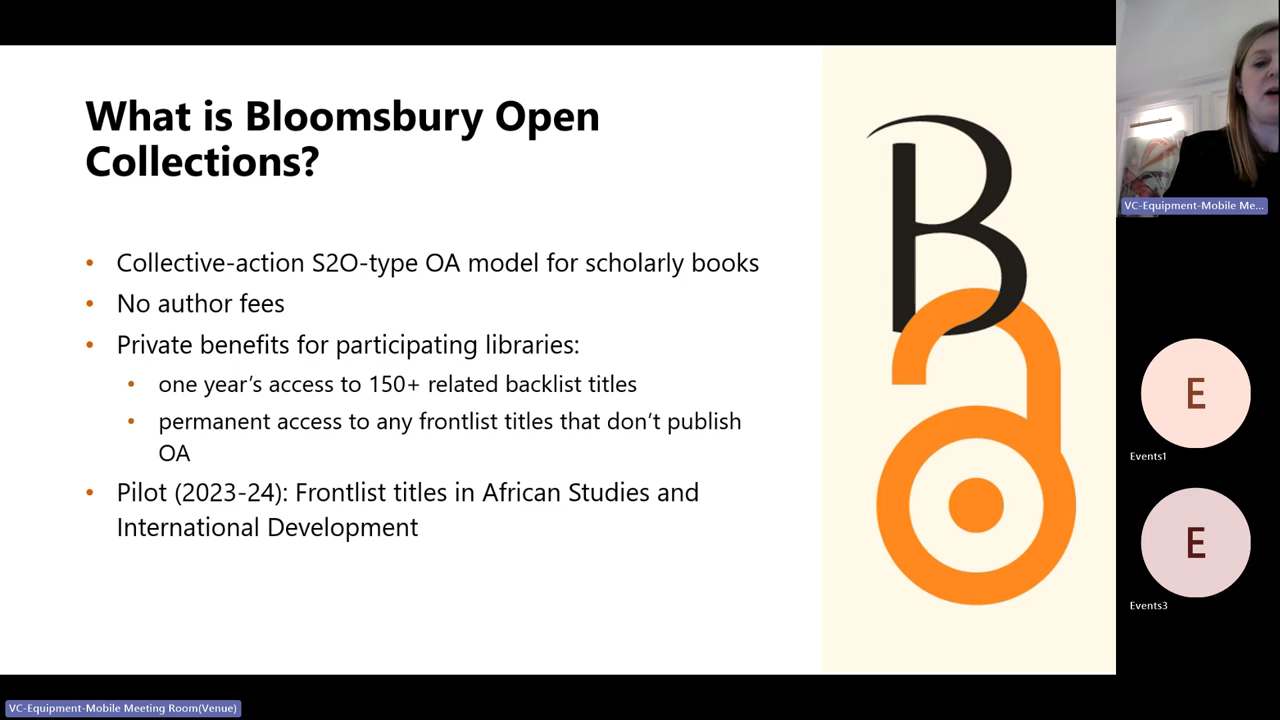 What is Bloomsbury Open
Collections?
• Collective-action S2O-type OA model for scholarly books
• No author fees
• Private benefits for participating libraries:
• one year’s access to 150+ related backlist titles
• permanent access to any frontlist titles that don’t publish
OA
• Pilot (2023-24): Frontlist titles in African Studies and
International Development
B
VC-Equipment-Mobile Me...
E
Events1
E
Events3
VC-Equipment-Mobile Meeting Room(Venue)